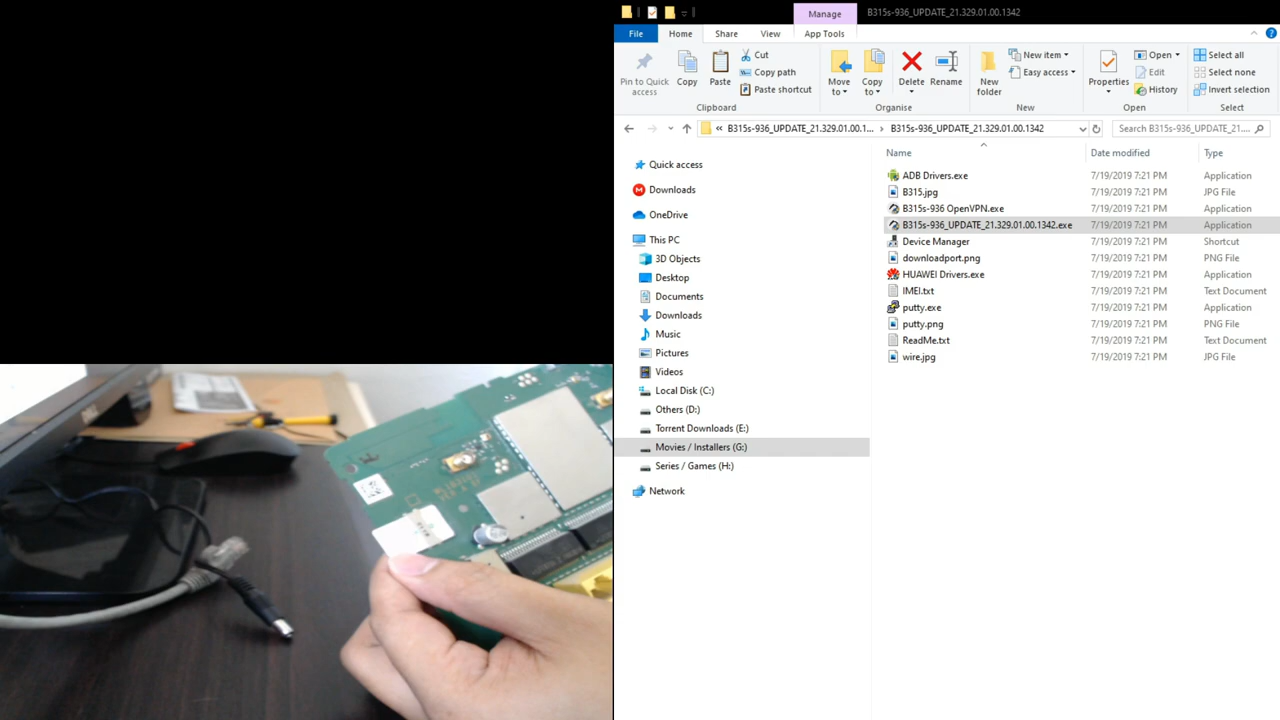 Manage
B315s-936_UPDATE_21.329.01.00.1342
File
Home
Share
View
App Tools
Pin to Quick access
Copy
Paste
Cut
Copy path
Paste shortcut
Move to
Copy to
Delete
Rename
New folder
New item
Easy access
Properties
Open
Edit
History
Select all
Select none
Invert selection
Clipboard
Organise
New
Open
Select
« B315s-936_UPDATE_21.329.01.00.1... › B315s-936_UPDATE_21.329.01.00.1342
Search B315s-936_UPDATE_21....
Name Date modified Type
Quick access
Downloads
OneDrive
This PC
3D Objects
Desktop
Documents
Downloads
Music
Pictures
Videos
Local Disk (C:)
Others (D:)
Torrent Downloads (E:)
Movies / Installers (G:)
Series / Games (H:)
Network
ADB Drivers.exe 7/19/2019 7:21 PM Application
B315.jpg 7/19/2019 7:21 PM JPG File
B315s-936 OpenVPN.exe 7/19/2019 7:21 PM Application
B315s-936_UPDATE_21.329.01.00.1342.exe 7/19/2019 7:21 PM Application
Device Manager 7/19/2019 7:21 PM Shortcut
downloadport.png 7/19/2019 7:21 PM PNG File
HUAWEI Drivers.exe 7/19/2019 7:21 PM Application
IMEI.txt 7/19/2019 7:21 PM Text Document
putty.exe 7/19/2019 7:21 PM Application
putty.png 7/19/2019 7:21 PM PNG File
ReadMe.txt 7/19/2019 7:21 PM Text Document
wire.jpg 7/19/2019 7:21 PM JPG File